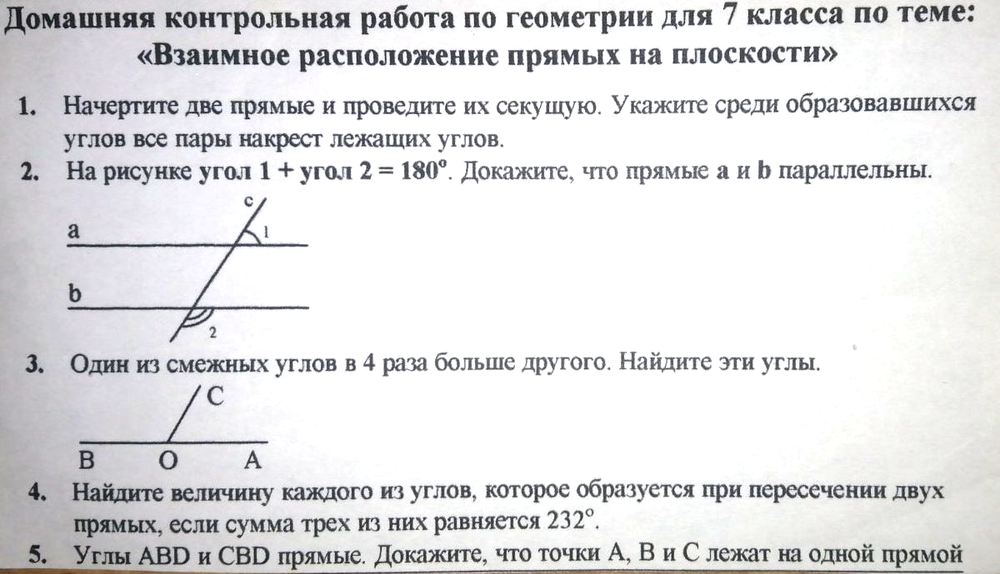 Домашняя контрольная работа по геометрии для 7 класса по теме:
«Взаимное расположение прямых на плоскости»
1. Начертите две прямые и проведите их секущую. Укажите среди образовавшихся
углов все пары накрест лежащих углов.
2. На рисунке угол 1 + угол 2 = 180°. Докажите, что прямые a и b параллельны.
c
a
1
b
2
3. Один из смежных углов в 4 раза больше другого. Найдите эти углы.
C
B O A
4. Найдите величину каждого из углов, которое образуется при пересечении двух
прямых, если сумма трех из них равняется 232°.
5. Углы ABD и CBD прямые. Докажите, что точки A, B и C лежат на одной прямой